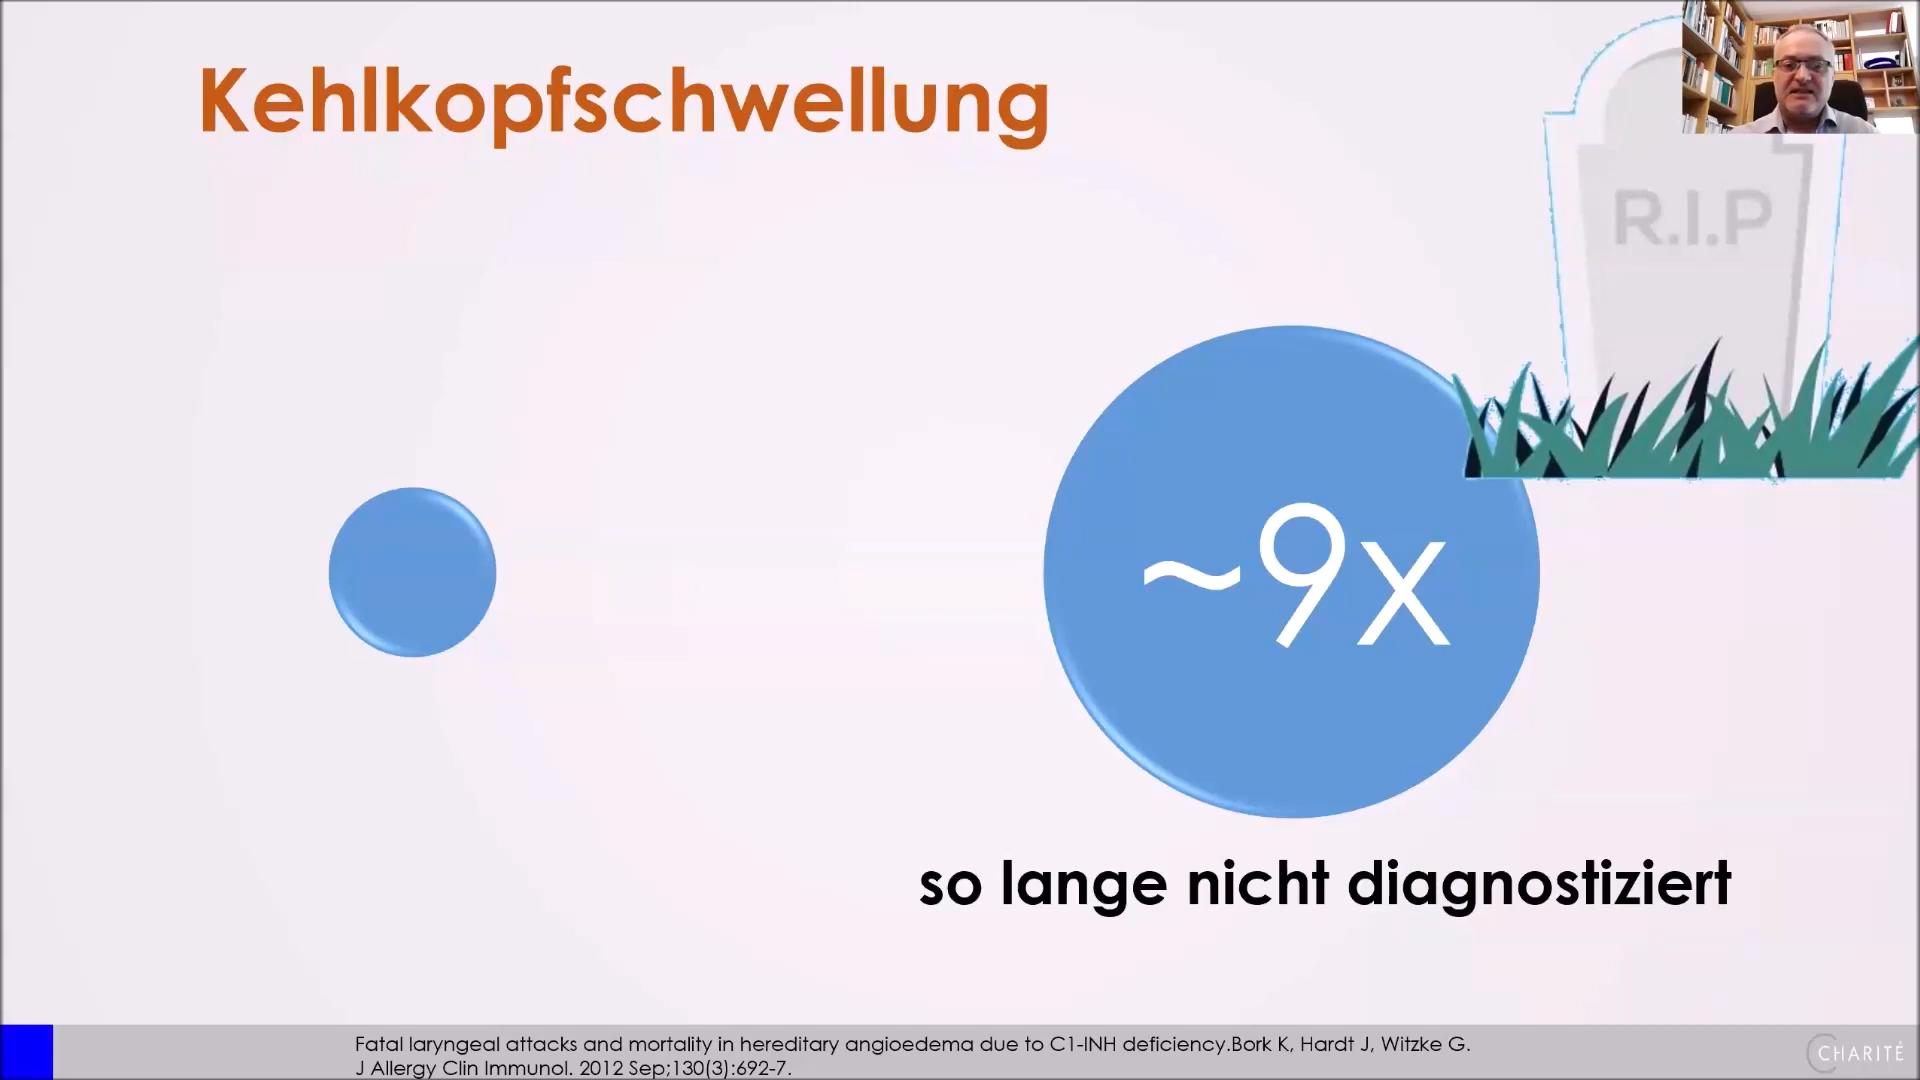 Kehlkopfschwellung
R.I.P
~9x
so lange nicht diagnostiziert
Fatal laryngeal attacks and mortality in hereditary angioedema due to C1-INH deficiency.Bork K, Hardt J, Witzke G.
J Allergy Clin Immunol. 2012 Sep;130(3):692-7.
CHARITÉ